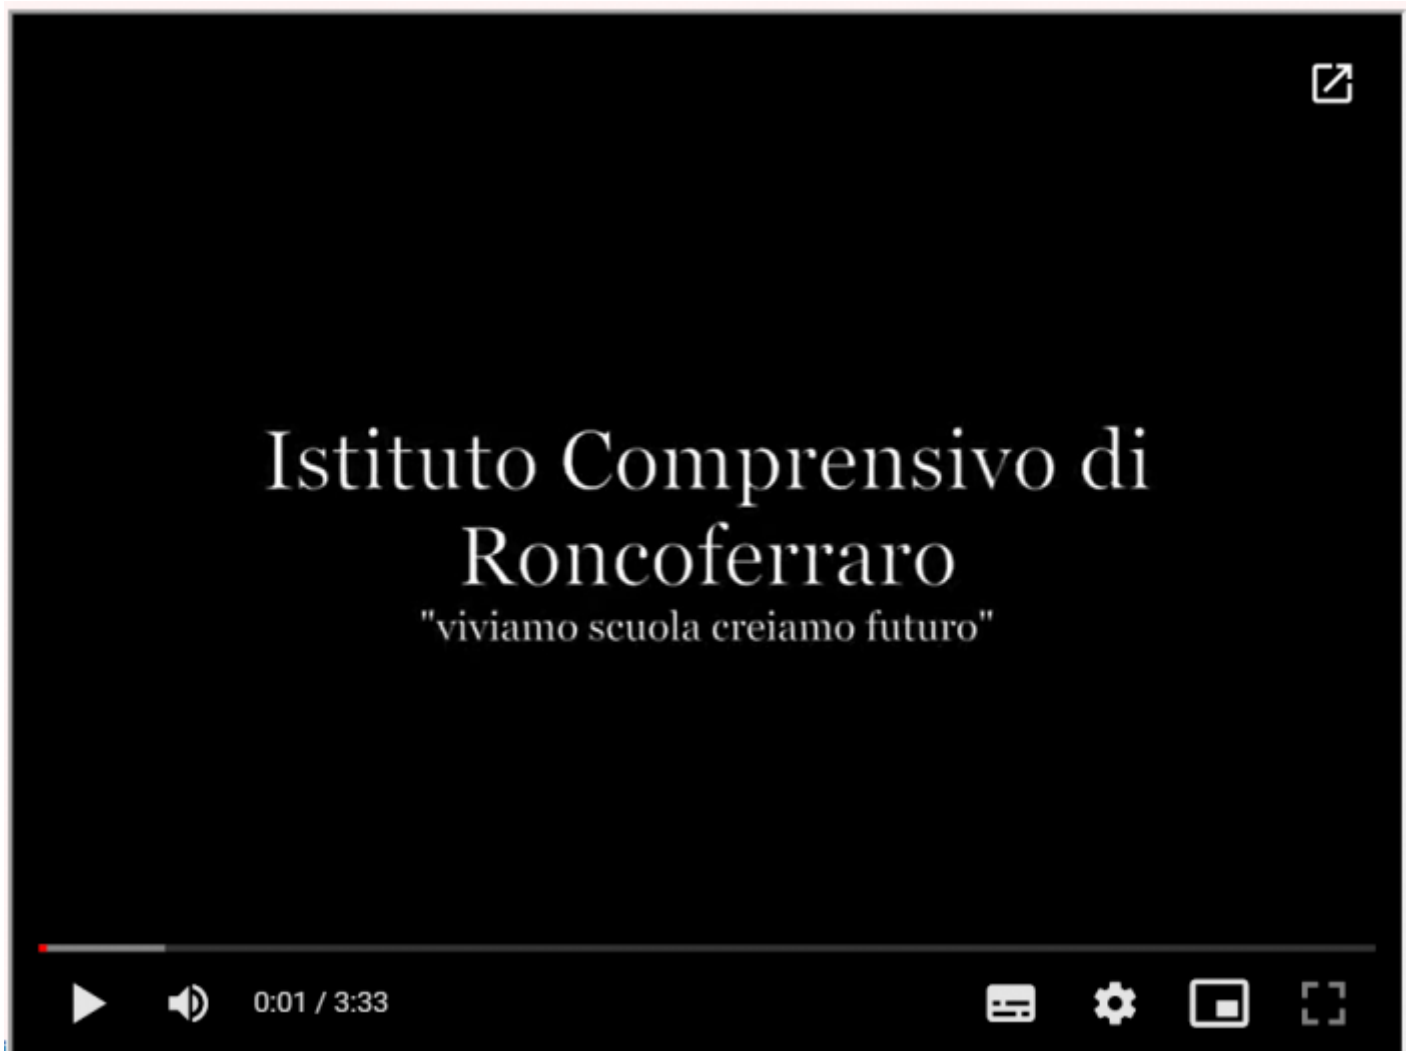 Istituto Comprensivo di
Roncoferraro
"viviamo scuola creiamo futuro"
0:01 / 3:33